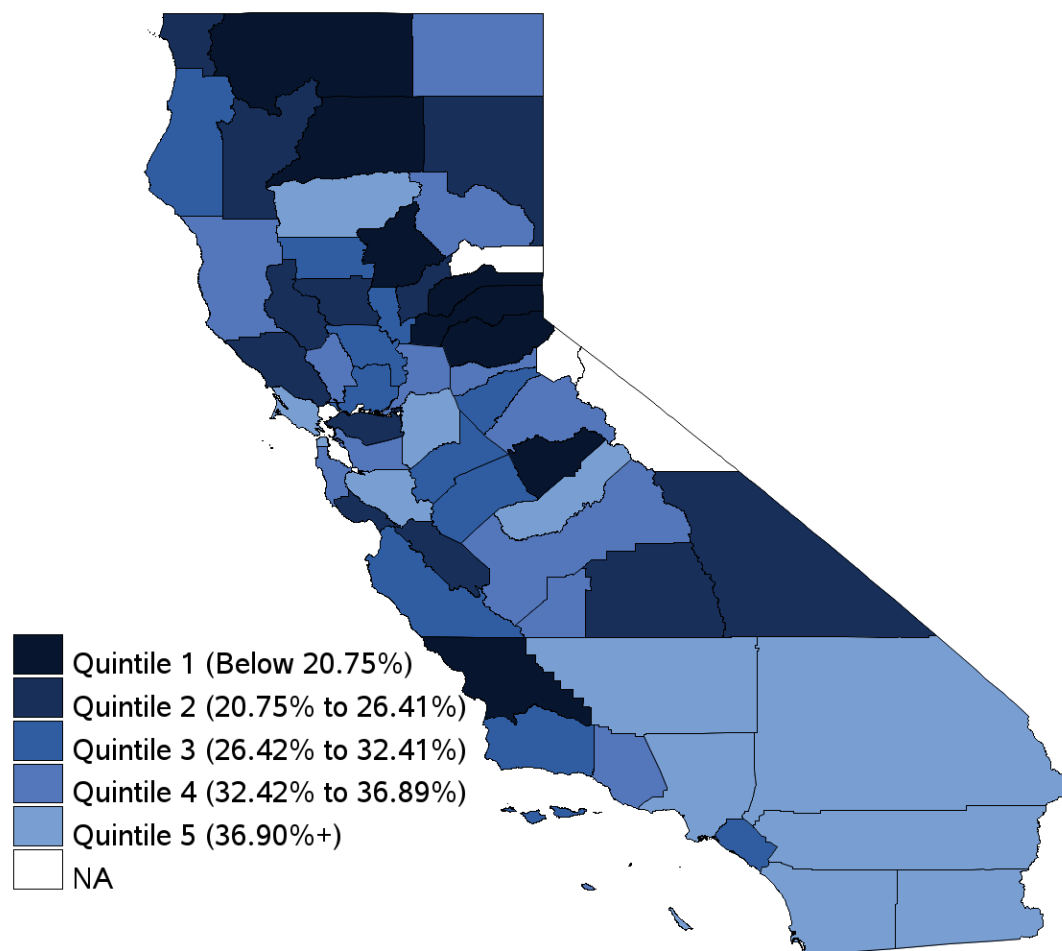 Quintile 1 (Below 20.75%)
Quintile 2 (20.75% to 26.41%)
Quintile 3 (26.42% to 32.41%)
Quintile 4 (32.42% to 36.89%)
Quintile 5 (36.90%+)
NA